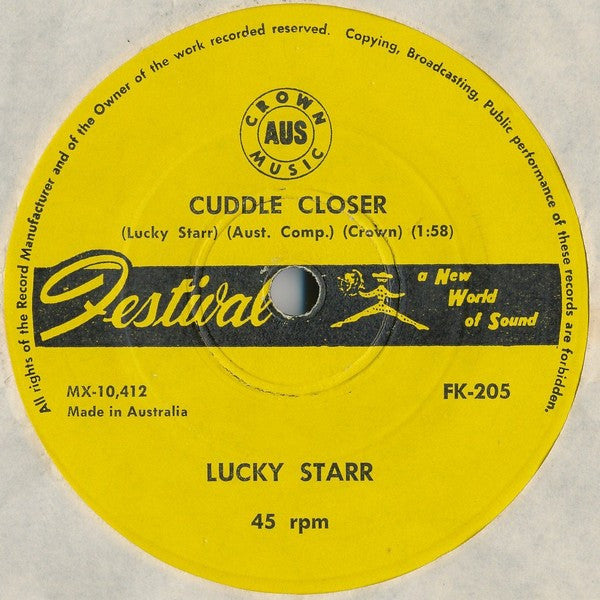 All rights of the Record Manufacturer and of the Owner of the work recorded reserved. Copying, Broadcasting, Public performance of these records are forbidden.
CROWN
AUS
MUSIC
CUDDLE CLOSER
(Lucky Starr) (Aust. Comp.) (Crown) (1:58)
Festival
a New
World
of Sound
MX-10,412
Made in Australia
FK-205
LUCKY STARR
45 rpm